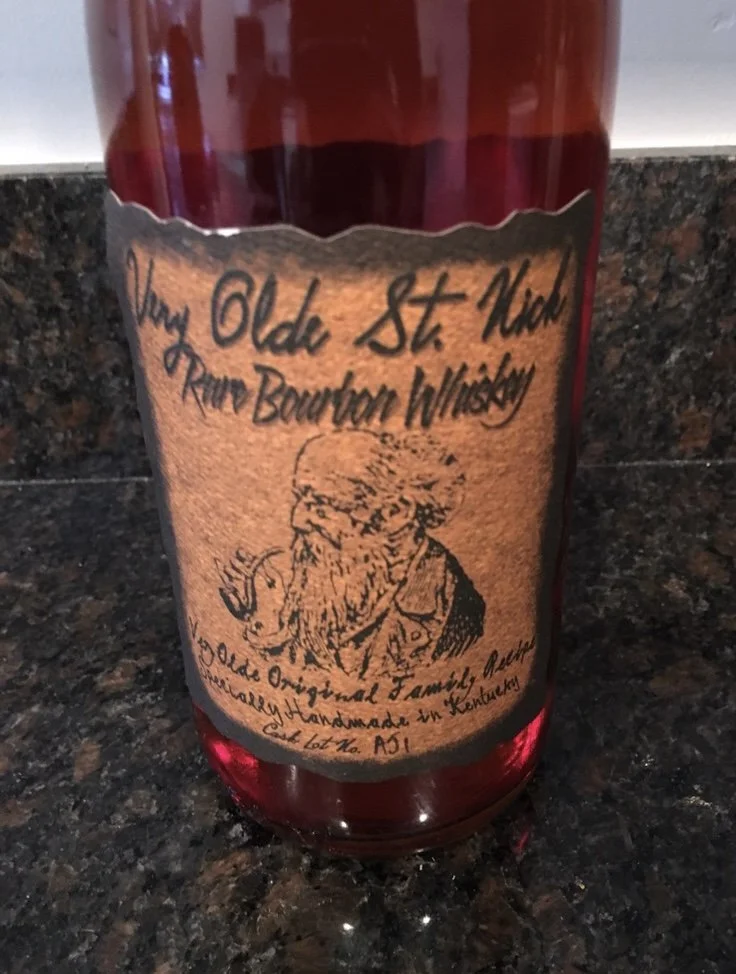 Very Olde St. Nick
Rare Bourbon Whiskey
Very Olde Original Family Recipe
Specially Handmade in Kentucky
Cask Lot No. AJ1